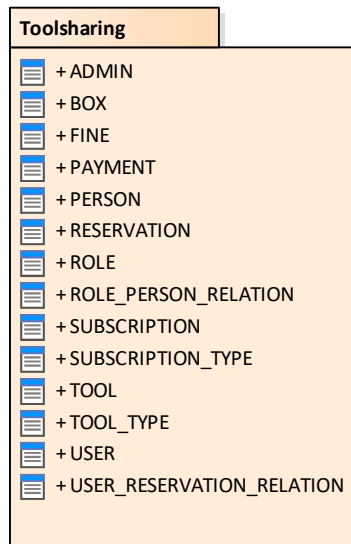 Toolsharing
+ ADMIN
+ BOX
+ FINE
+ PAYMENT
+ PERSON
+ RESERVATION
+ ROLE
+ ROLE_PERSON_RELATION
+ SUBSCRIPTION
+ SUBSCRIPTION_TYPE
+ TOOL
+ TOOL_TYPE
+ USER
+ USER_RESERVATION_RELATION